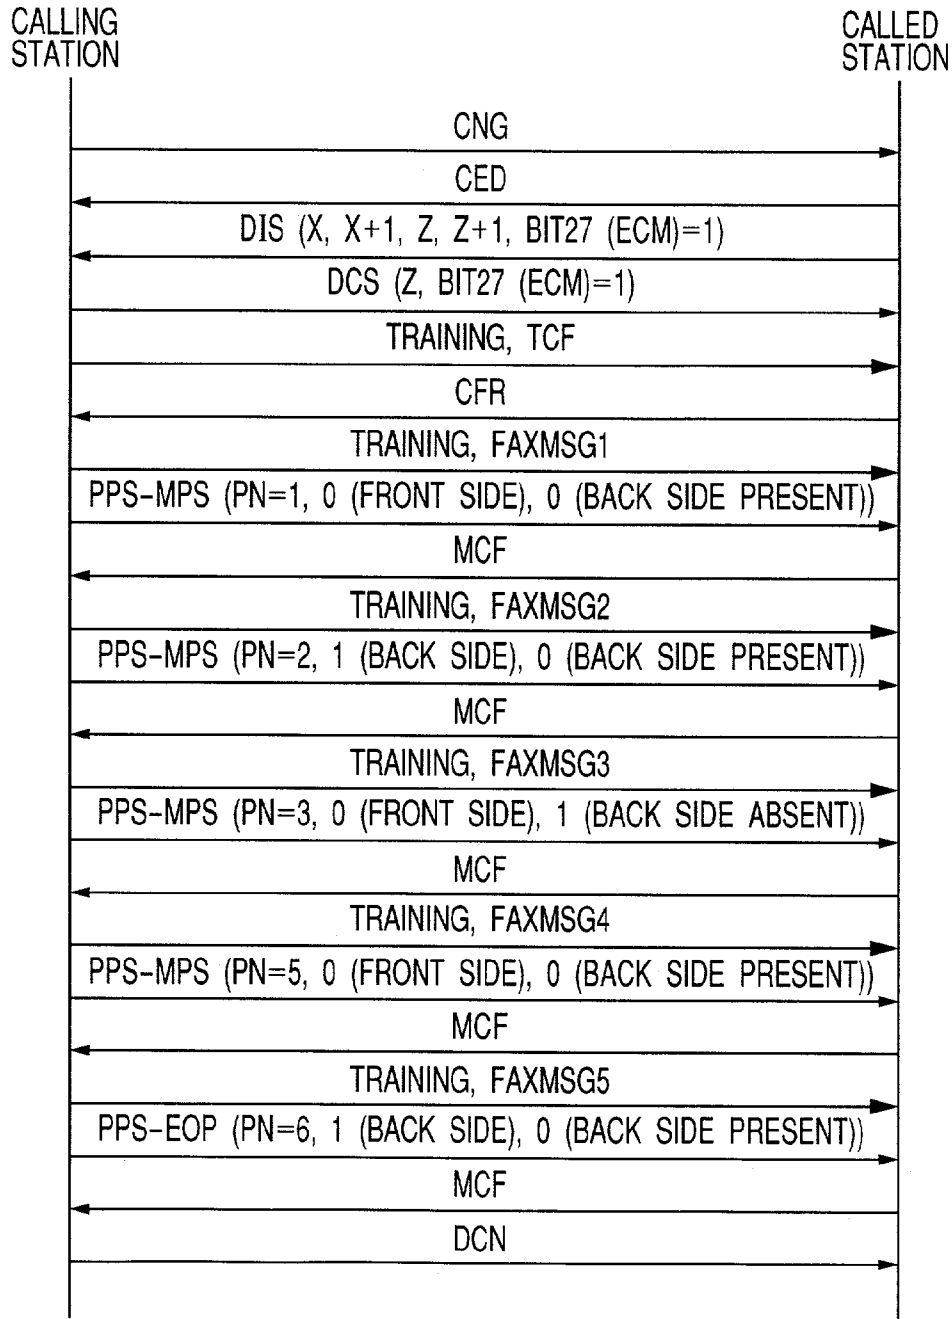 CALLING
STATION
CALLED
STATION
CNG
CED
DIS (X, X+1, Z, Z+1, BIT27 (ECM)=1)
DCS (Z, BIT27 (ECM)=1)
TRAINING, TCF
CFR
TRAINING, FAXMSG1
PPS-MPS (PN=1, 0 (FRONT SIDE), 0 (BACK SIDE PRESENT))
MCF
TRAINING, FAXMSG2
PPS-MPS (PN=2, 1 (BACK SIDE), 0 (BACK SIDE PRESENT))
MCF
TRAINING, FAXMSG3
PPS-MPS (PN=3, 0 (FRONT SIDE), 1 (BACK SIDE ABSENT))
MCF
TRAINING, FAXMSG4
PPS-MPS (PN=5, 0 (FRONT SIDE), 0 (BACK SIDE PRESENT))
MCF
TRAINING, FAXMSG5
PPS-EOP (PN=6, 1 (BACK SIDE), 0 (BACK SIDE PRESENT))
MCF
DCN